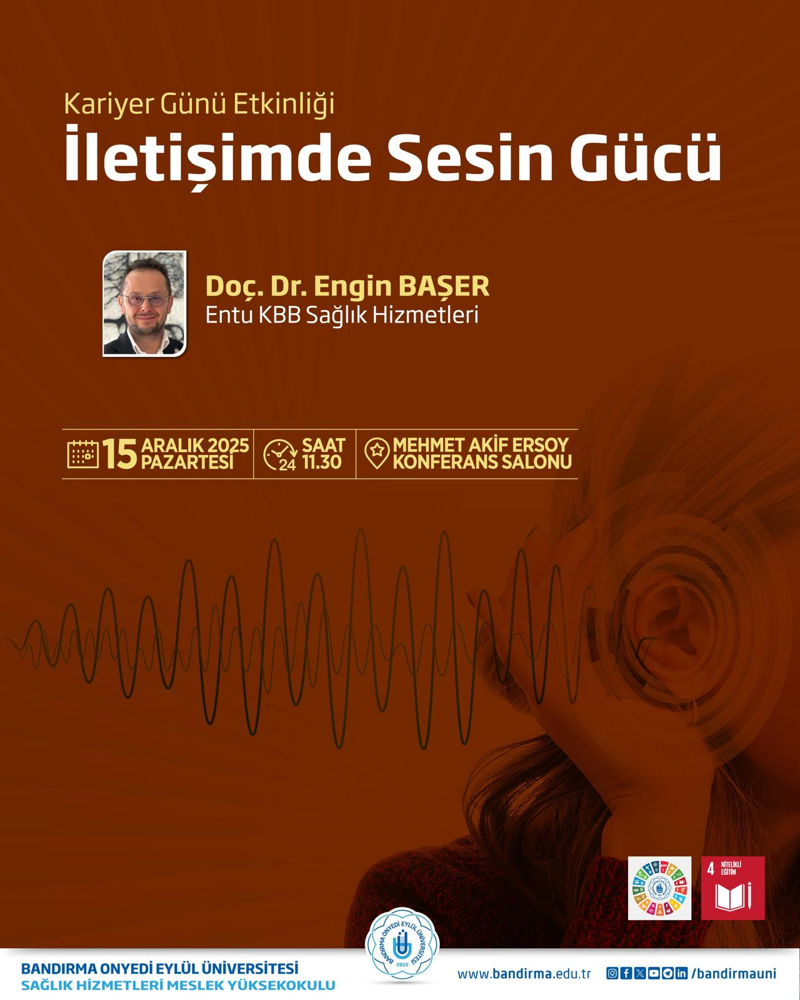 Kariyer Günü Etkinliği
İletişimde Sesin Gücü
Doç. Dr. Engin BAŞER
Entu KBB Sağlık Hizmetleri
15 ARALIK 2025
PAZARTESİ
24
SAAT
11.30
MEHMET AKİF ERSOY
KONFERANS SALONU
4 NİTELİKLİ
EĞİTİM
BANDIRMA ONYEDİ EYLÜL ÜNİVERSİTESİ
2015
BANDIRMA ONYEDİ EYLÜL ÜNİVERSİTESİ
SAĞLIK HİZMETLERİ MESLEK YÜKSEKOKULU
www.bandirma.edu.tr
/bandirmauni